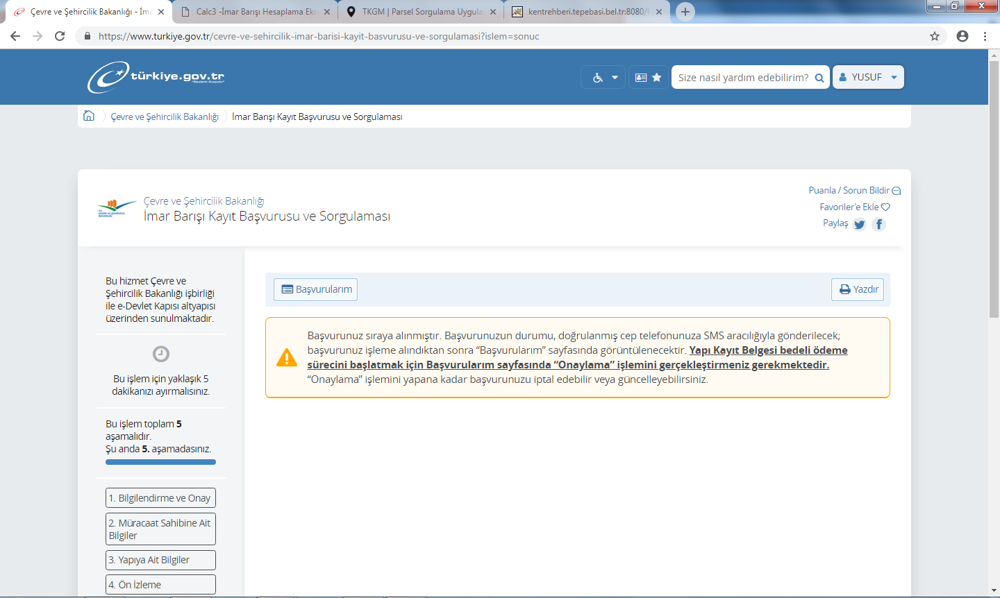 Çevre ve Şehircilik Bakanlığı - İma
Calc3 -İmar Barışı Hesaplama Ekr
TKGM | Parsel Sorgulama Uygula
kentrehberi.tepebasi.bel.tr:8080/
https://www.turkiye.gov.tr/cevre-ve-sehircilik-imar-barisi-kayit-basvurusu-ve-sorgulamasi?islem=sonuc
türkiye.gov.tr
Size nasıl yardım edebilirim?
YUSUF
Çevre ve Şehircilik Bakanlığı
İmar Barışı Kayıt Başvurusu ve Sorgulaması
Puanla / Sorun Bildir
Favoriler'e Ekle
Paylaş
Çevre ve Şehircilik Bakanlığı
İmar Barışı Kayıt Başvurusu ve Sorgulaması
Bu hizmet Çevre ve
Şehircilik Bakanlığı işbirliği
ile e-Devlet Kapısı altyapısı
üzerinden sunulmaktadır.
Bu işlem için yaklaşık 5
dakikanızı ayırmalısınız.
Bu işlem toplam 5
aşamalıdır.
Şu anda 5. aşamadasınız.
1. Bilgilendirme ve Onay
2. Müracaat Sahibine Ait
Bilgiler
3. Yapıya Ait Bilgiler
4. Ön İzleme
Başvurularım
Yazdır
Başvurunuz sıraya alınmıştır. Başvurunuzun durumu, doğrulanmış cep telefonunuza SMS aracılığıyla gönderilecek;
başvurunuz işleme alındıktan sonra “Başvurularım” sayfasında görüntülenecektir. Yapı Kayıt Belgesi bedeli ödeme
sürecini başlatmak için Başvurularım sayfasında “Onaylama” işlemini gerçekleştirmeniz gerekmektedir.
“Onaylama” işlemini yapana kadar başvurunuzu iptal edebilir veya güncelleyebilirsiniz.